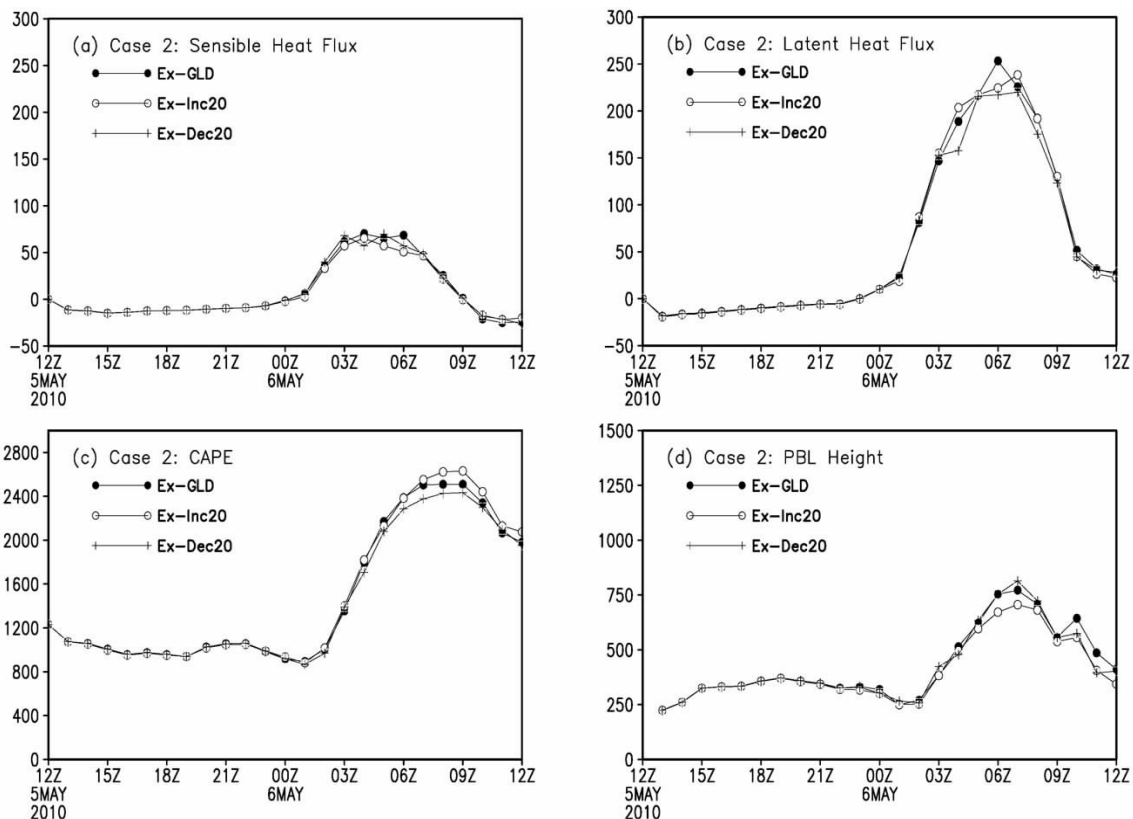 (a) Case 2: Sensible Heat Flux
Ex-GLD
Ex-Inc20
Ex-Dec20
300
250
200
150
100
50
0
-50
12Z 15Z 18Z 21Z 00Z 03Z 06Z 09Z 12Z
5MAY 6MAY
2010
(b) Case 2: Latent Heat Flux
Ex-GLD
Ex-Inc20
Ex-Dec20
300
250
200
150
100
50
0
-50
12Z 15Z 18Z 21Z 00Z 03Z 06Z 09Z 12Z
5MAY 6MAY
2010
(c) Case 2: CAPE
Ex-GLD
Ex-Inc20
Ex-Dec20
2800
2400
2000
1600
1200
800
400
0
12Z 15Z 18Z 21Z 00Z 03Z 06Z 09Z 12Z
5MAY 6MAY
2010
(d) Case 2: PBL Height
Ex-GLD
Ex-Inc20
Ex-Dec20
1500
1250
1000
750
500
250
0
12Z 15Z 18Z 21Z 00Z 03Z 06Z 09Z 12Z
5MAY 6MAY
2010